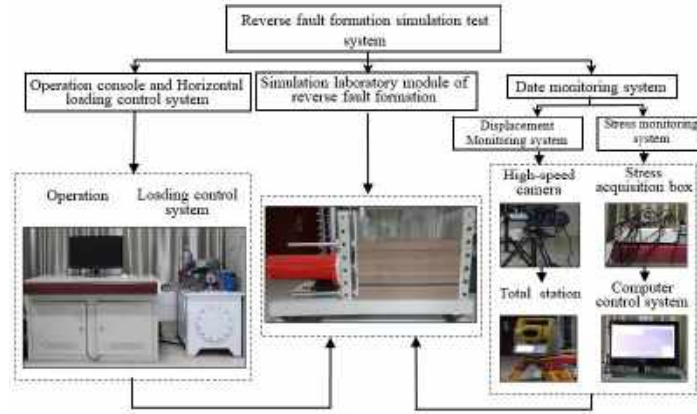 Reverse fault formation simulation test
system
Operation console and Horizontal
loading control system
Simulation laboratory module of
reverse fault formation
Date monitoring system
Displacement
Monitoring system
Stress monitoring
system
Operation
Loading control
system
High-speed
camera
Stress
acquisition box
Total station
Computer
control system